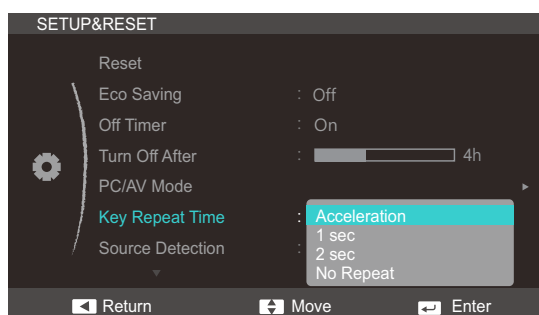 SETUP&RESET
Reset
Eco Saving : Off
Off Timer : On
Turn Off After : 4h
PC/AV Mode
Key Repeat Time : Acceleration
1 sec
Source Detection :
2 sec
No Repeat
Return Move Enter